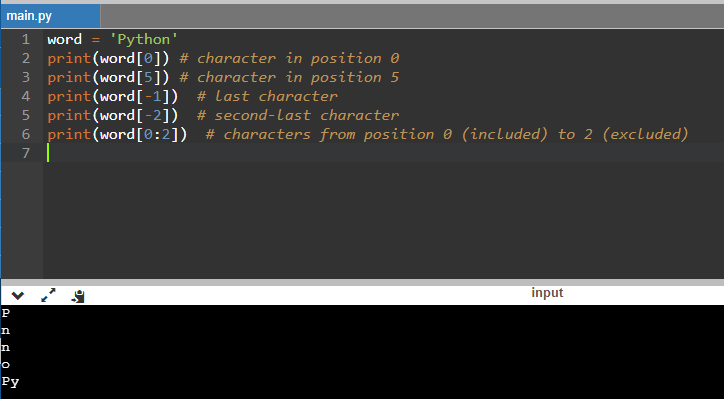 main.py
1 word = 'Python'
2 print(word[0]) # character in position 0
3 print(word[5]) # character in position 5
4 print(word[-1])  # last character
5 print(word[-2])  # second-last character
6 print(word[0:2])  # characters from position 0 (included) to 2 (excluded)
7
input
P
n
n
o
Py